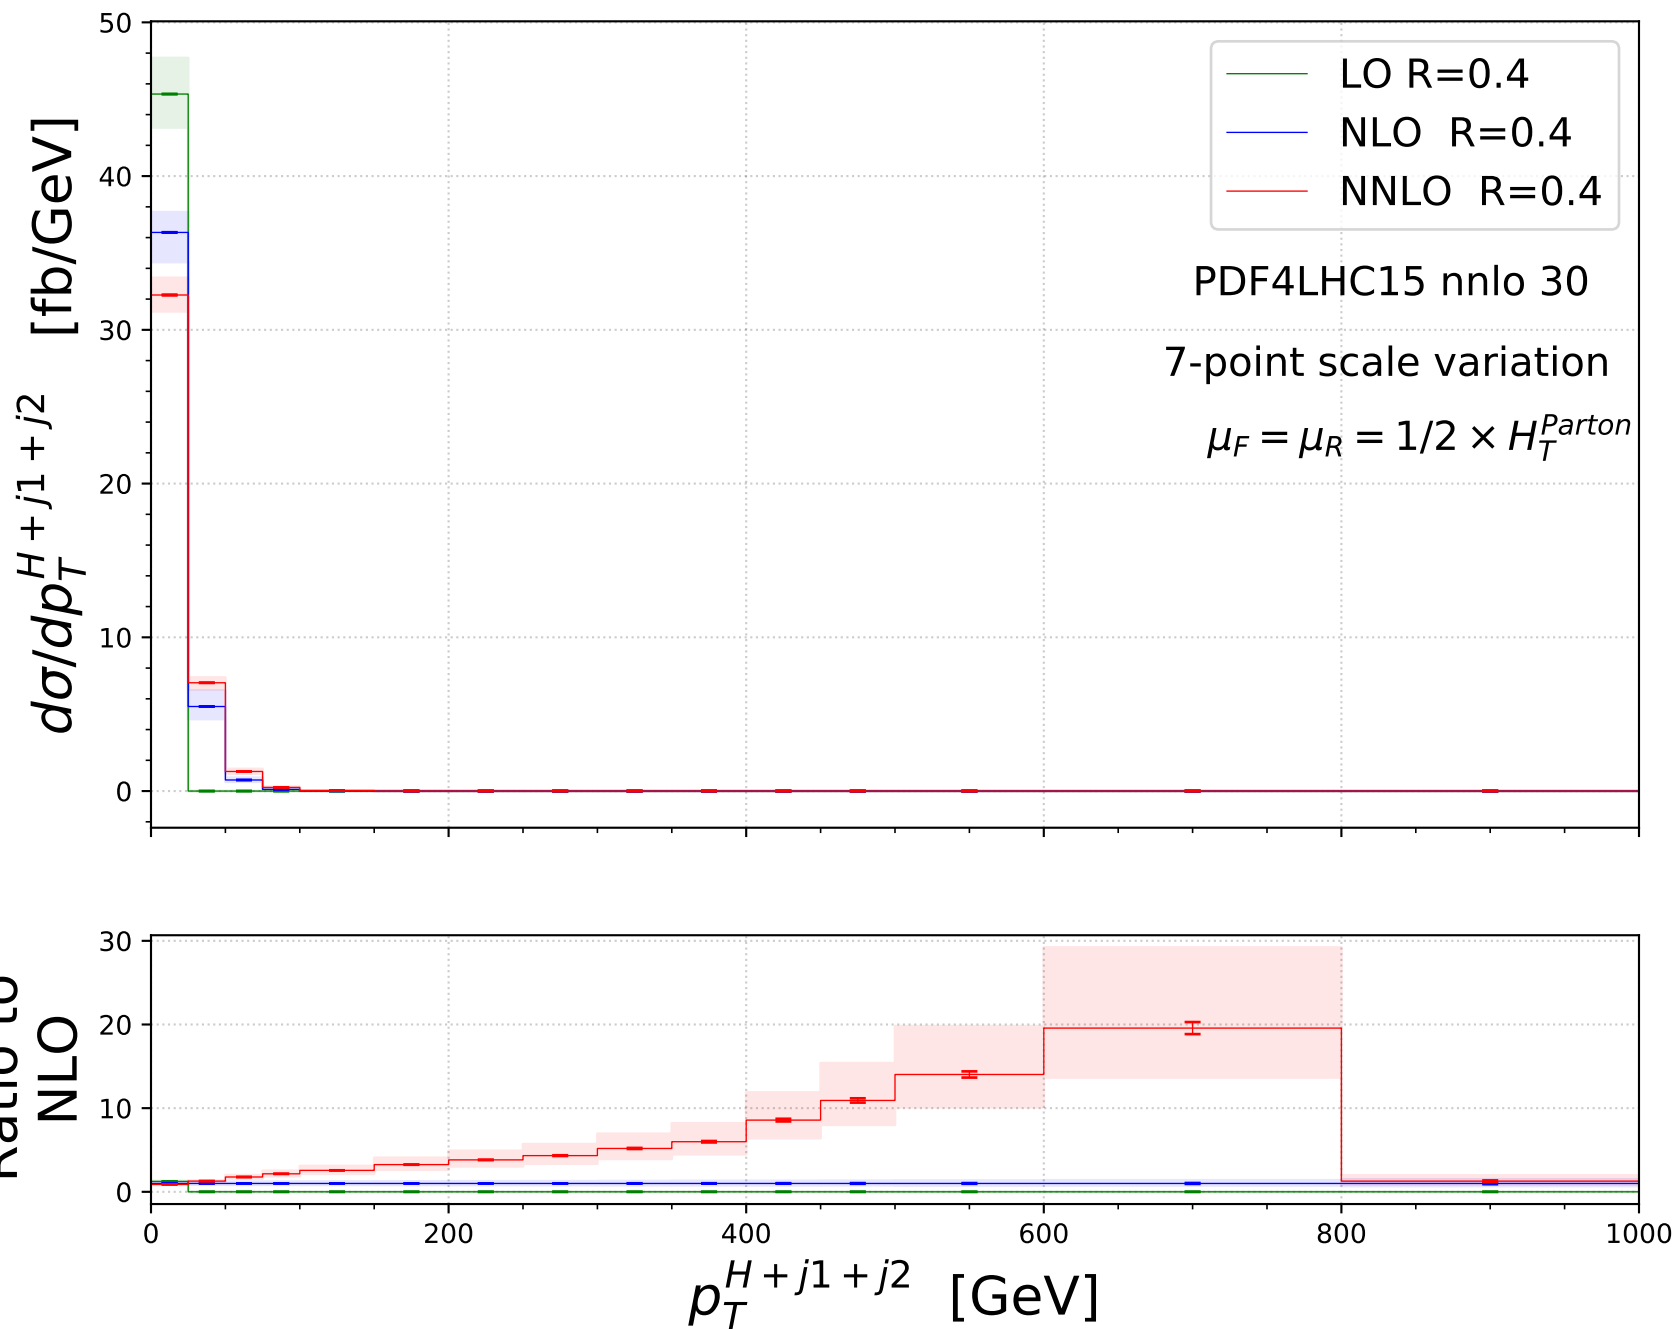 50
40
30
20
10
0
dσ/dp_T^{H+j1+j2} [fb/GeV]
LO R=0.4
NLO R=0.4
NNLO R=0.4
PDF4LHC15 nnlo 30
7-point scale variation
μ_F = μ_R = 1/2 × H_T^{Parton}
30
20
10
0
Ratio to
NLO
0 200 400 600 800 1000
p_T^{H+j1+j2} [GeV]